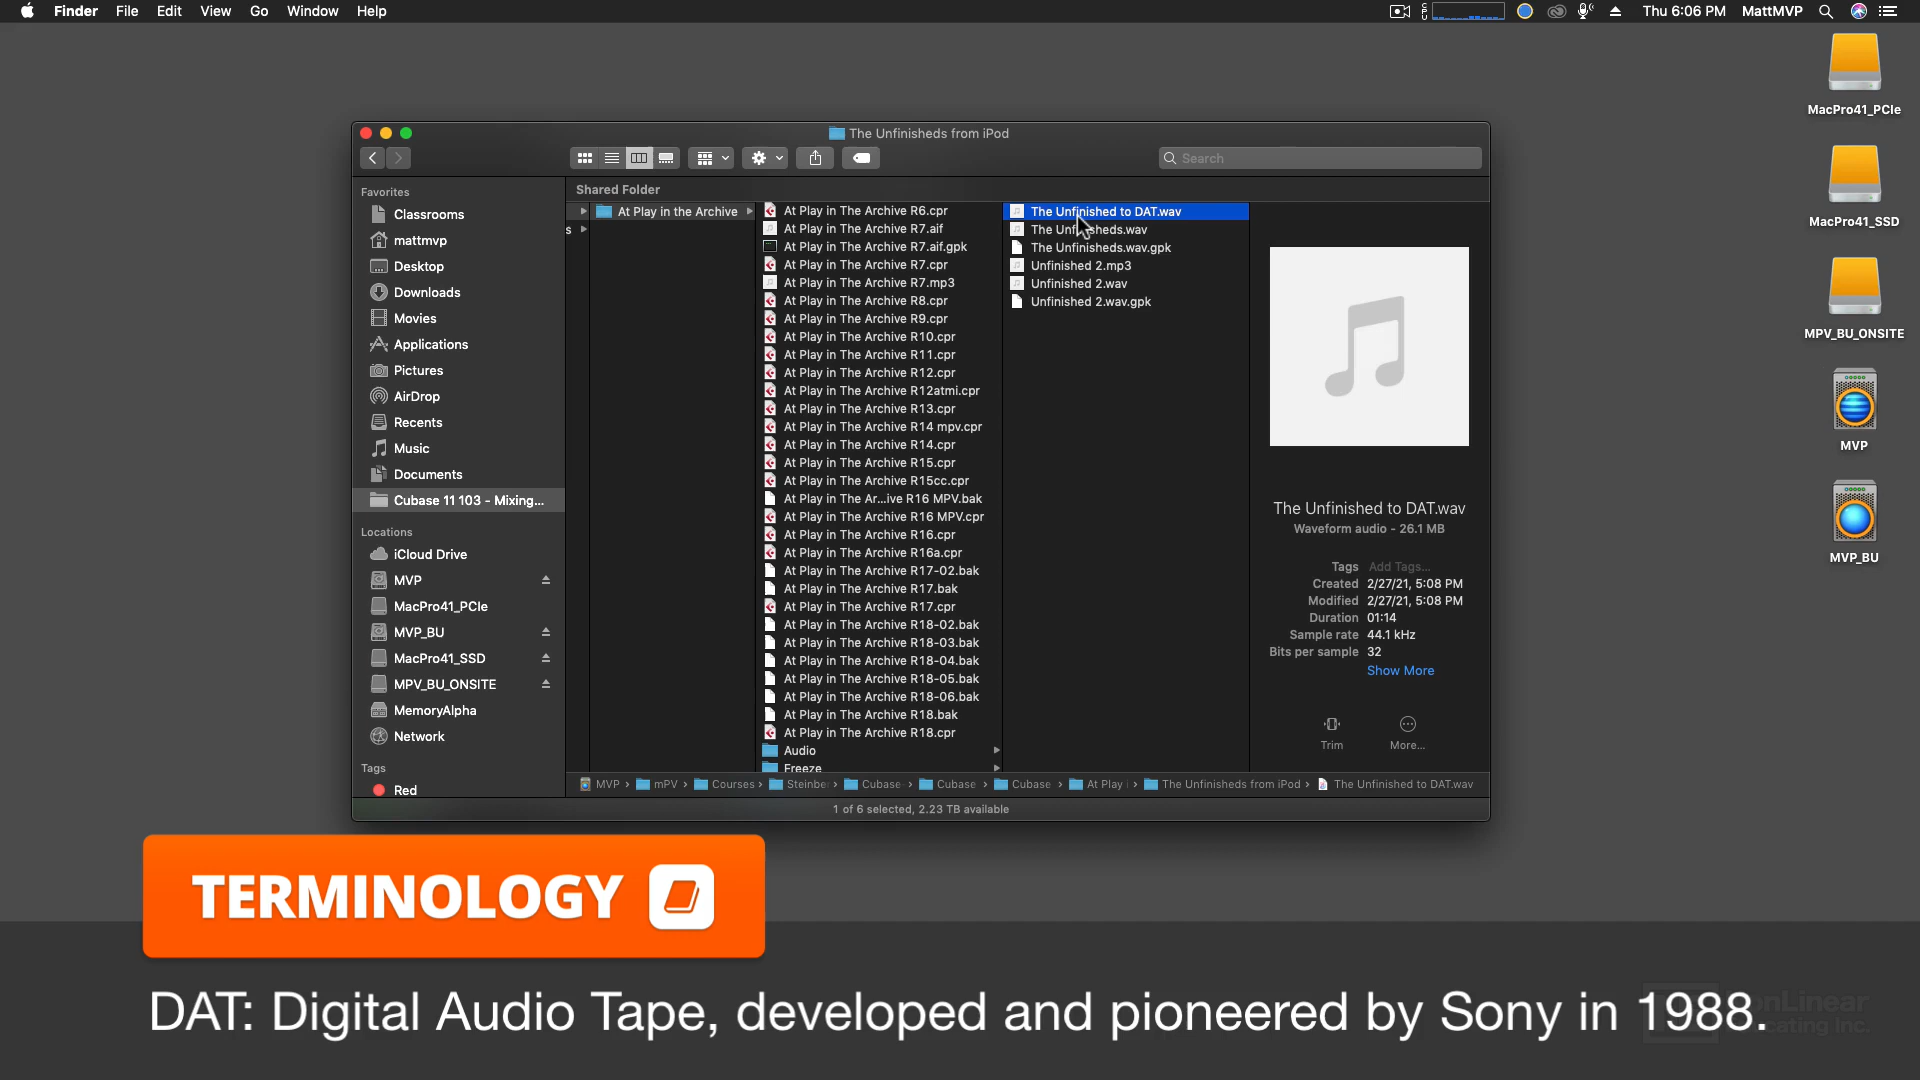 Finder File Edit View Go Window Help
Thu 6:06 PM MattMVP
The Unfinisheds from iPod
Search
Favorites
Classrooms
mattmvp
Desktop
Downloads
Movies
Applications
Pictures
AirDrop
Recents
Music
Documents
Cubase 11 103 - Mixing...
Locations
iCloud Drive
MVP
MacPro41_PCIe
MVP_BU
MacPro41_SSD
MPV_BU_ONSITE
MemoryAlpha
Network
Tags
Red
Shared Folder
s
At Play in the Archive
At Play in The Archive R6.cpr
At Play in The Archive R7.aif
At Play in The Archive R7.aif.gpk
At Play in The Archive R7.cpr
At Play in The Archive R7.mp3
At Play in The Archive R8.cpr
At Play in The Archive R9.cpr
At Play in The Archive R10.cpr
At Play in The Archive R11.cpr
At Play in The Archive R12.cpr
At Play in The Archive R12atmi.cpr
At Play in The Archive R13.cpr
At Play in The Archive R14 mpv.cpr
At Play in The Archive R14.cpr
At Play in The Archive R15.cpr
At Play in The Archive R15cc.cpr
At Play in The Ar...ive R16 MPV.bak
At Play in The Archive R16 MPV.cpr
At Play in The Archive R16.cpr
At Play in The Archive R16a.cpr
At Play in The Archive R17-02.bak
At Play in The Archive R17.bak
At Play in The Archive R17.cpr
At Play in The Archive R18-02.bak
At Play in The Archive R18-03.bak
At Play in The Archive R18-04.bak
At Play in The Archive R18-05.bak
At Play in The Archive R18-06.bak
At Play in The Archive R18.bak
At Play in The Archive R18.cpr
Audio
Freeze
The Unfinished to DAT.wav
The Unfinisheds.wav
The Unfinisheds.wav.gpk
Unfinished 2.mp3
Unfinished 2.wav
Unfinished 2.wav.gpk
The Unfinished to DAT.wav
Waveform audio - 26.1 MB
Tags Add Tags...
Created 2/27/21, 5:08 PM
Modified 2/27/21, 5:08 PM
Duration 01:14
Sample rate 44.1 kHz
Bits per sample 32
Show More
Trim More...
MVP mPV Courses Steinbe Cubase Cubase Cubase At Play The Unfinisheds from iPod The Unfinished to DAT.wav
1 of 6 selected, 2.23 TB available
MacPro41_PCIe
MacPro41_SSD
MPV_BU_ONSITE
MVP
MVP_BU
TERMINOLOGY
DAT: Digital Audio Tape, developed and pioneered by Sony in 1988.